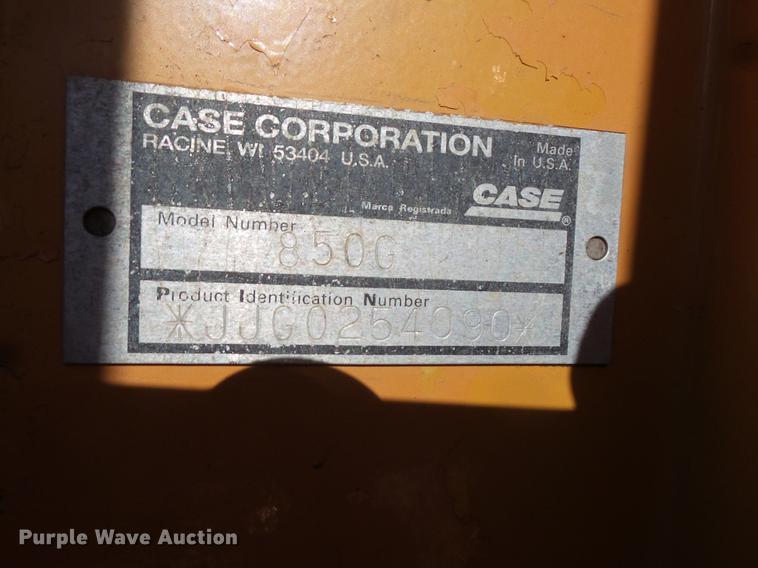 CASE CORPORATION
RACINE, WI 53404 U.S.A.
Made
In U.S.A.
Marca Registrada
CASE
®
Model Number
850G
Product Identification Number
*JJG0254090*
Purple Wave Auction